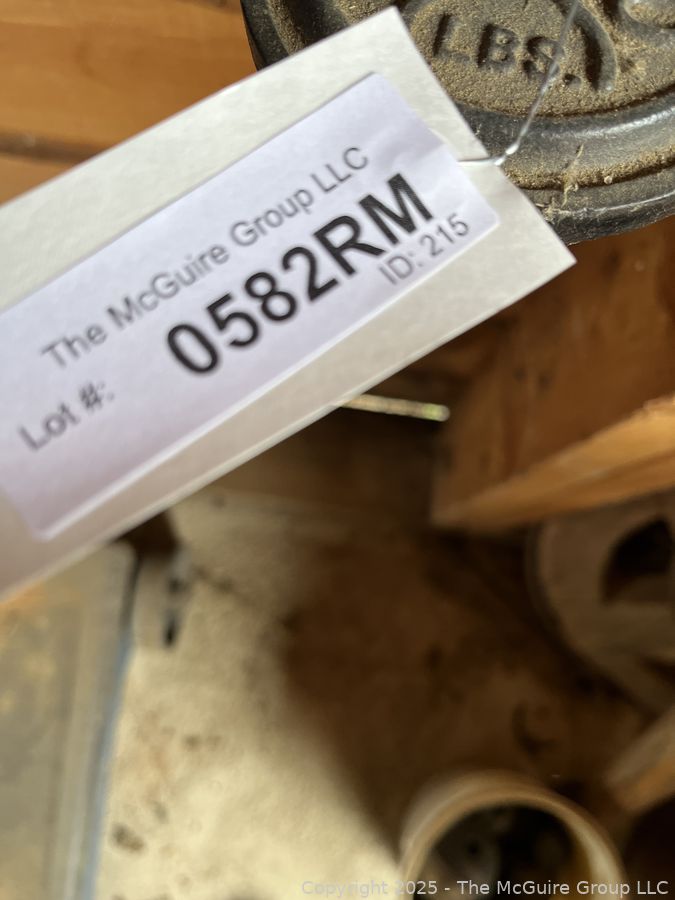 LBS.
The McGuire Group LLC
Lot #:
0582RM
ID: 215
Copyright © 2025 - The McGuire Group LLC